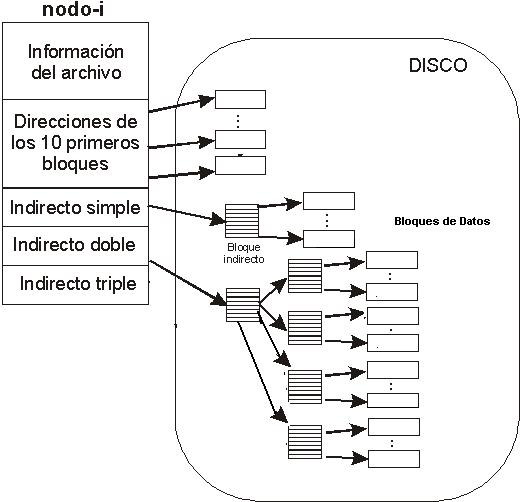 nodo-i
Información
del archivo
Direcciones de
los 10 primeros
bloques
Indirecto simple
Indirecto doble
Indirecto triple
DISCO
Bloque
indirecto
Bloques de Datos